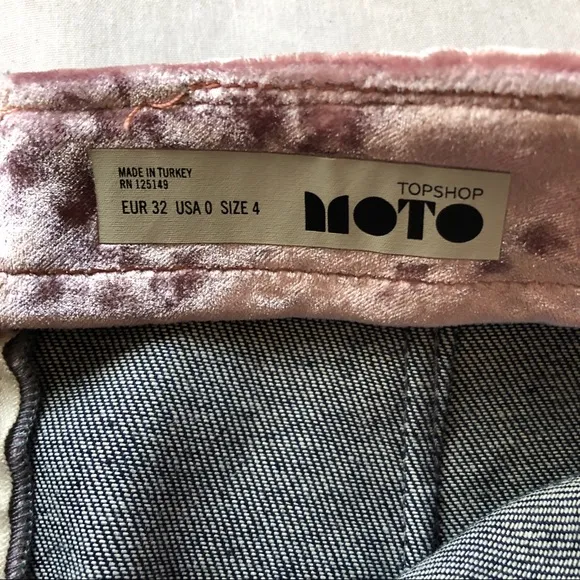 MADE IN TURKEY
RN 125149
EUR 32 USA 0 SIZE 4
TOPSHOP
MOTO